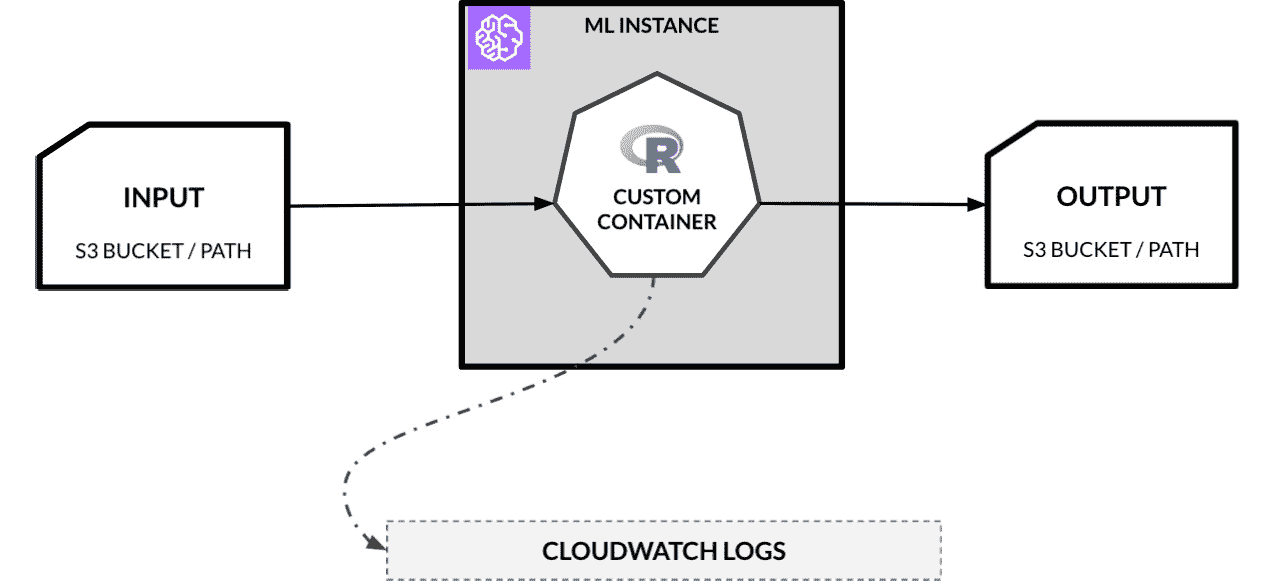 ML INSTANCE
R
CUSTOM
CONTAINER
INPUT
S3 BUCKET / PATH
OUTPUT
S3 BUCKET / PATH
CLOUDWATCH LOGS